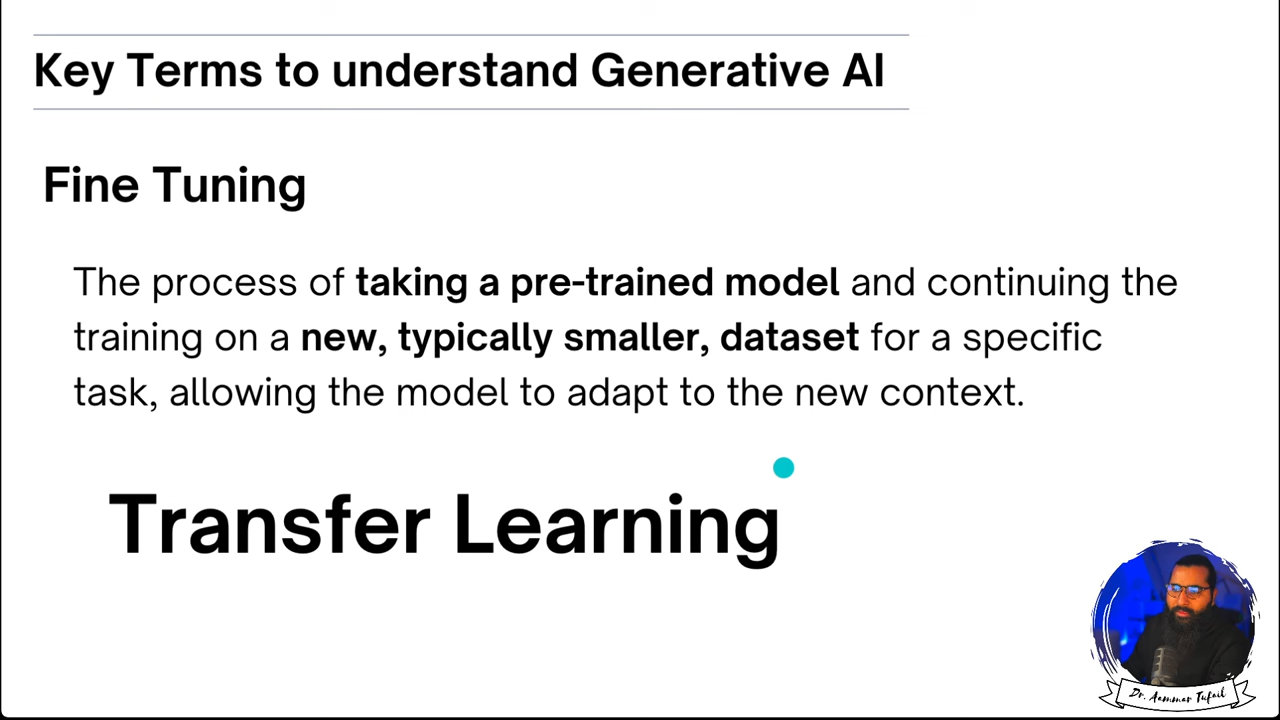 Key Terms to understand Generative AI
Fine Tuning
The process of taking a pre-trained model and continuing the
training on a new, typically smaller, dataset for a specific
task, allowing the model to adapt to the new context.
Transfer Learning
Dr. Aammar Tufail